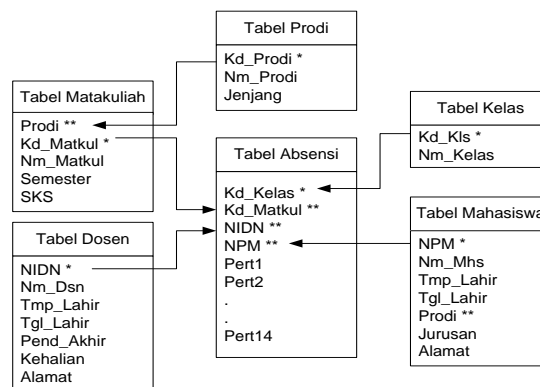 Tabel Prodi
Kd_Prodi *
Nm_Prodi
Jenjang
Tabel Matakuliah
Prodi **
Kd_Matkul *
Nm_Matkul
Semester
SKS
Tabel Kelas
Kd_Kls *
Nm_Kelas
Tabel Absensi
Kd_Kelas *
Kd_Matkul **
NIDN **
NPM **
Pert1
Pert2
.
.
Pert14
Tabel Dosen
NIDN *
Nm_Dsn
Tmp_Lahir
Tgl_Lahir
Pend_Akhir
Kehalian
Alamat
Tabel Mahasiswa
NPM *
Nm_Mhs
Tmp_Lahir
Tgl_Lahir
Prodi **
Jurusan
Alamat